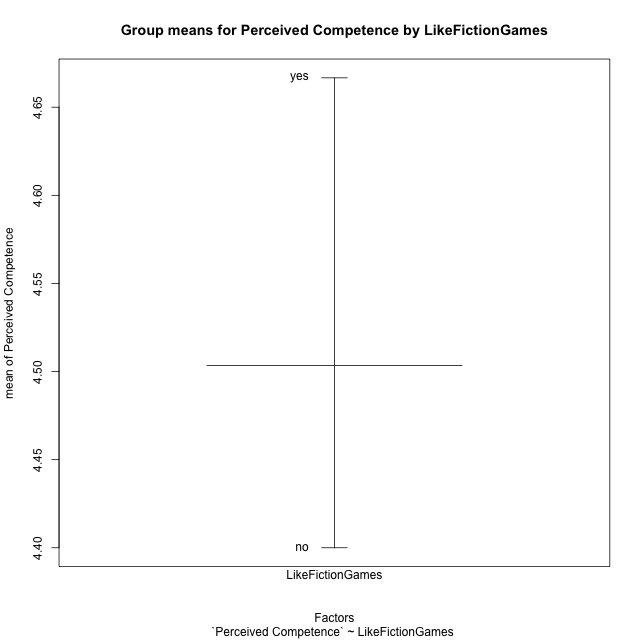 Group means for Perceived Competence by LikeFictionGames
mean of Perceived Competence
4.65
4.60
4.55
4.50
4.45
4.40
yes
no
LikeFictionGames
Factors
`Perceived Competence` ~ LikeFictionGames